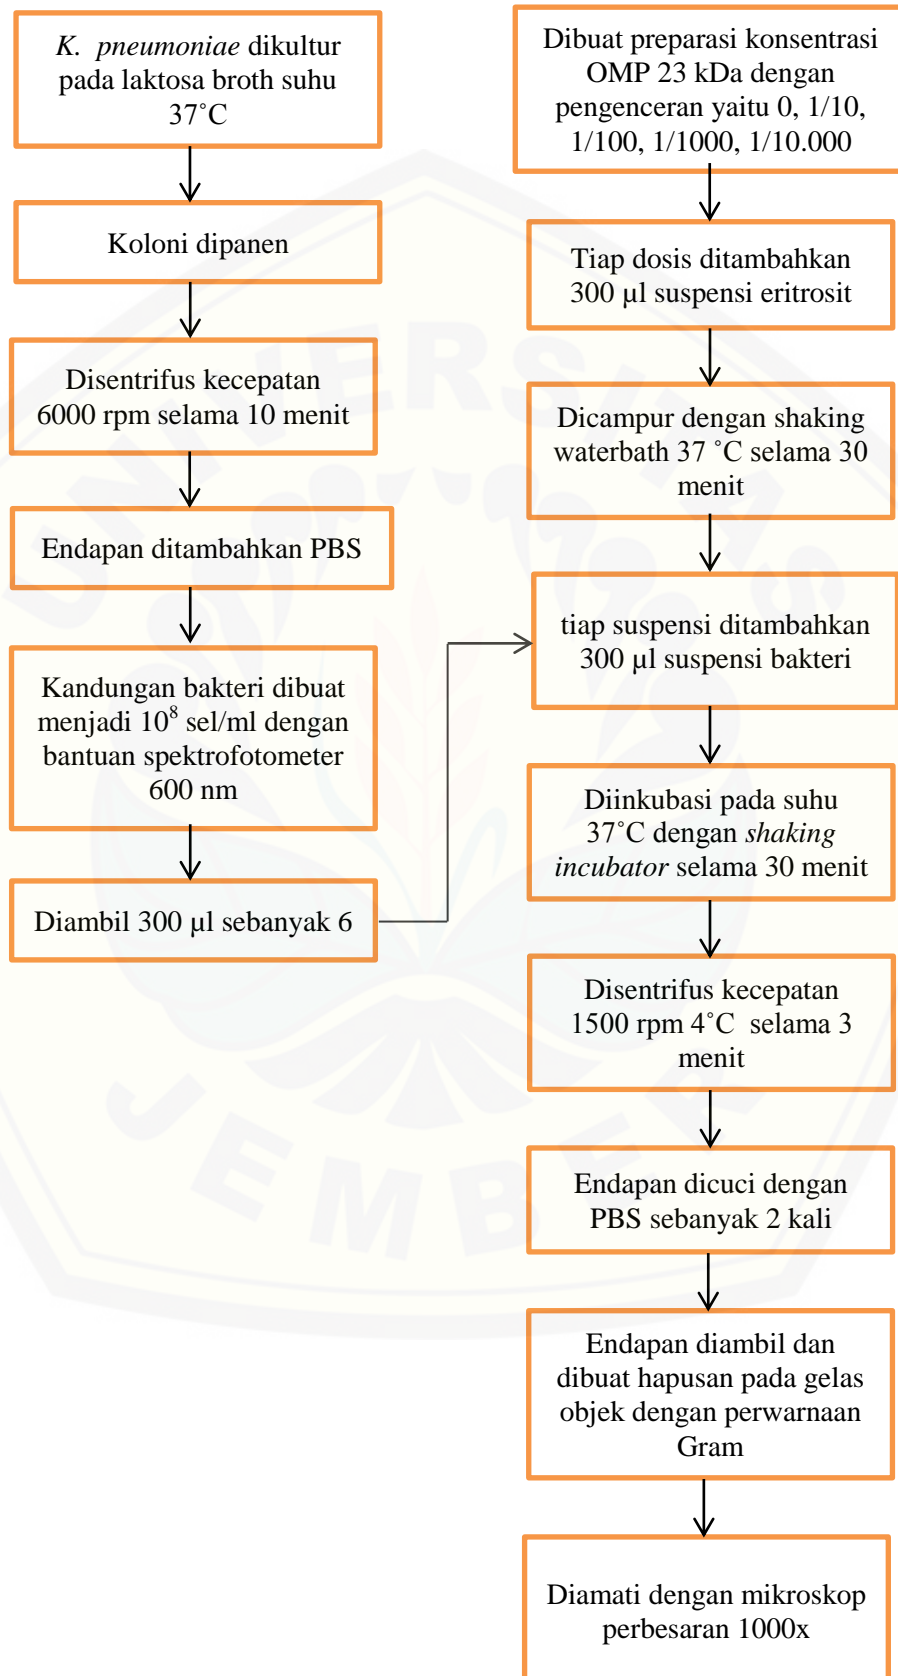 K. pneumoniae dikultur
pada laktosa broth suhu
37˚C
Koloni dipanen
Disentrifus kecepatan
6000 rpm selama 10 menit
Endapan ditambahkan PBS
Kandungan bakteri dibuat
menjadi 10⁸ sel/ml dengan
bantuan spektrofotometer
600 nm
Diambil 300 µl sebanyak 6
Dibuat preparasi konsentrasi
OMP 23 kDa dengan
pengenceran yaitu 0, 1/10,
1/100, 1/1000, 1/10.000
Tiap dosis ditambahkan
300 µl suspensi eritrosit
Dicampur dengan shaking
waterbath 37 ˚C selama 30
menit
tiap suspensi ditambahkan
300 µl suspensi bakteri
Diinkubasi pada suhu
37˚C dengan shaking
incubator selama 30 menit
Disentrifus kecepatan
1500 rpm 4˚C  selama 3
menit
Endapan dicuci dengan
PBS sebanyak 2 kali
Endapan diambil dan
dibuat hapusan pada gelas
objek dengan perwarnaan
Gram
Diamati dengan mikroskop
perbesaran 1000x
UNIVERSITAS
JEMBER